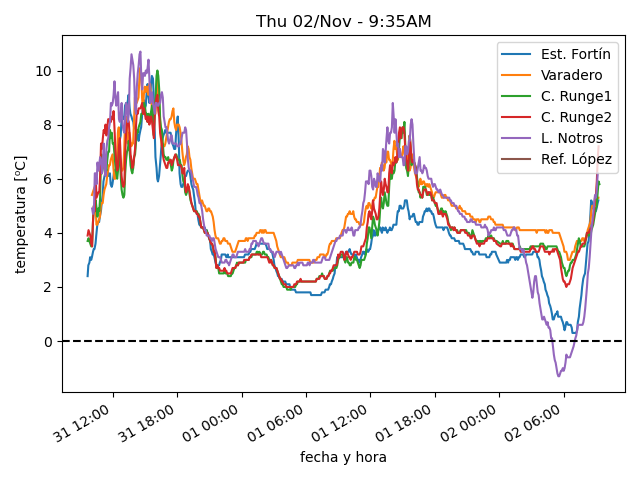 Thu 02/Nov - 9:35AM
temperatura [ºC]
10
8
6
4
2
0
Est. Fortín
Varadero
C. Runge1
C. Runge2
L. Notros
Ref. López
31 12:00
31 18:00
01 00:00
01 06:00
01 12:00
01 18:00
02 00:00
02 06:00
fecha y hora